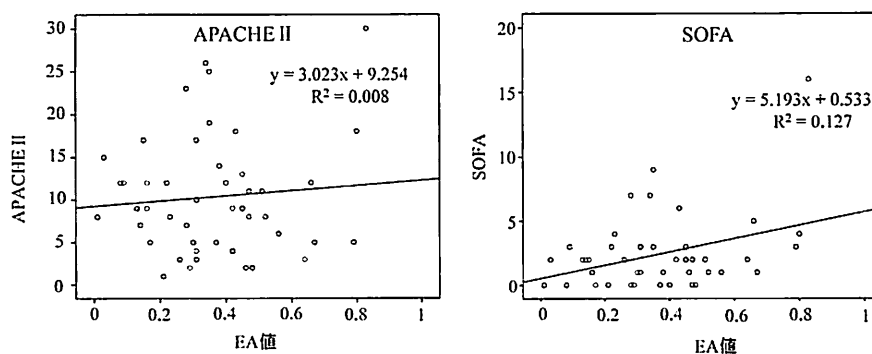 APACHE II
y = 3.023x + 9.254
R² = 0.008
APACHE II
30
25
20
15
10
5
0
0 0.2 0.4 0.6 0.8 1
EA値
SOFA
y = 5.193x + 0.533
R² = 0.127
SOFA
20
15
10
5
0
0 0.2 0.4 0.6 0.8 1
EA値